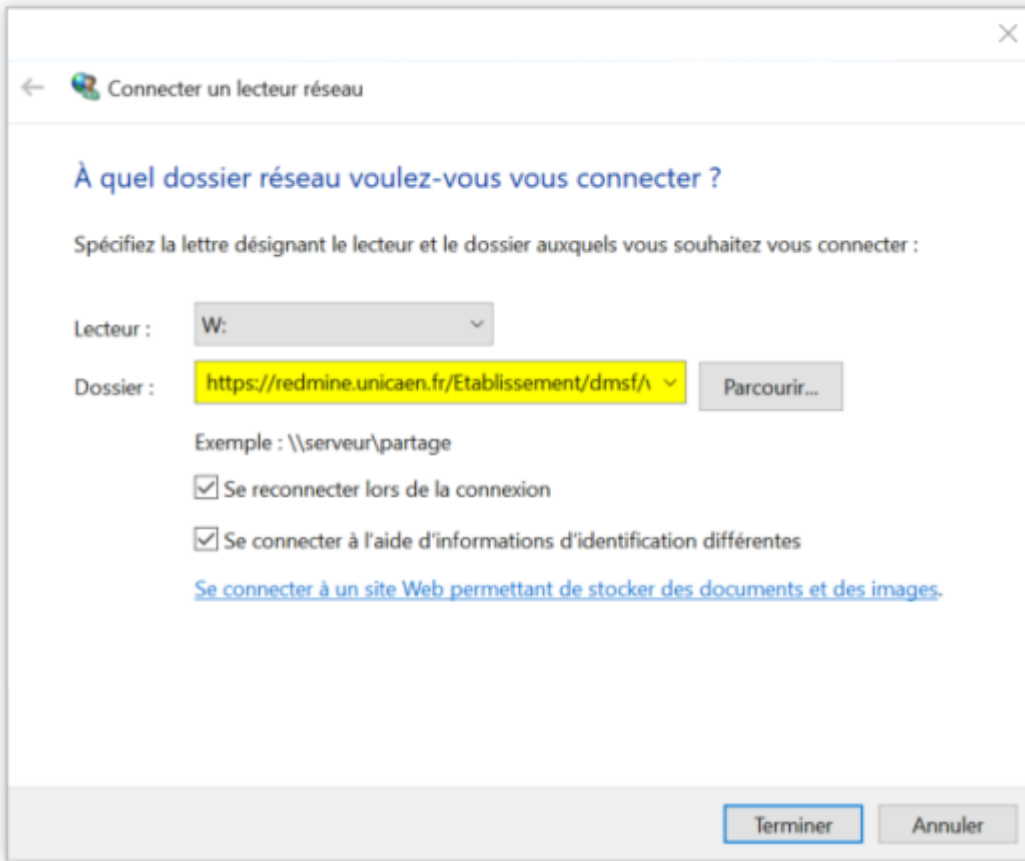 Connecter un lecteur réseau
À quel dossier réseau voulez-vous vous connecter ?
Spécifiez la lettre désignant le lecteur et le dossier auxquels vous souhaitez vous connecter :
Lecteur : W:
Dossier : https://redmine.unicaen.fr/Etablissement/dmsf/ Parcourir...
Exemple : \\serveur\partage
Se reconnecter lors de la connexion
Se connecter à l'aide d'informations d'identification différentes
Se connecter à un site Web permettant de stocker des documents et des images.
Terminer Annuler